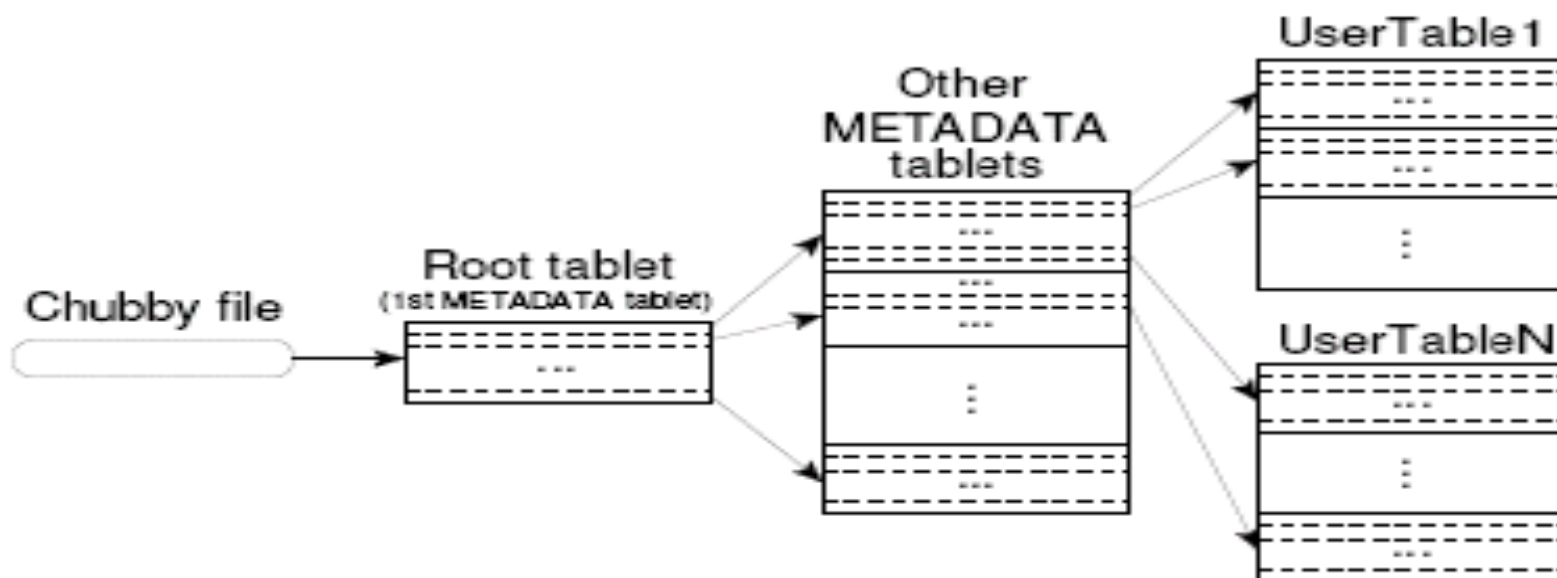 Chubby file
Root tablet
(1st METADATA tablet)
Other
METADATA
tablets
UserTable1
UserTableN